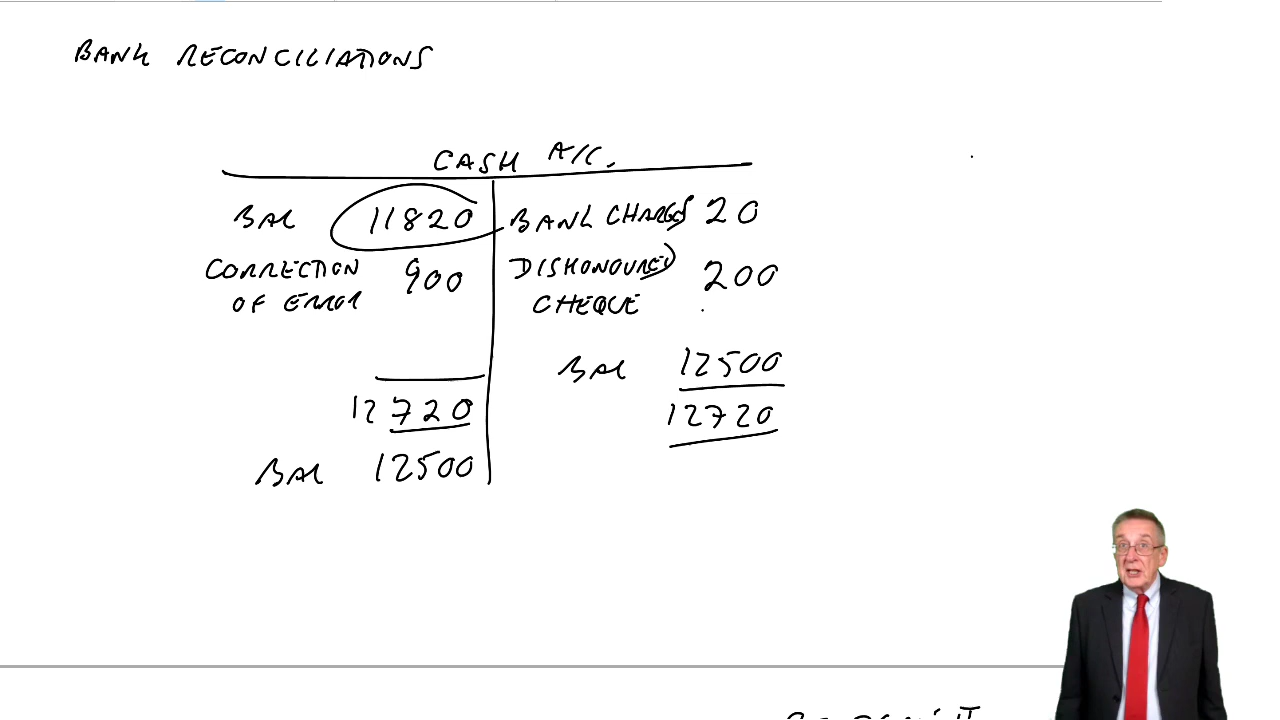 BANK RECONCILIATIONS
CASH A/C.
BAL 11820 BANK CHARGES 20
CORRECTION OF ERROR 900 DISHONOURED CHEQUE 200
BAL 12500
12720 12720
BAL 12500